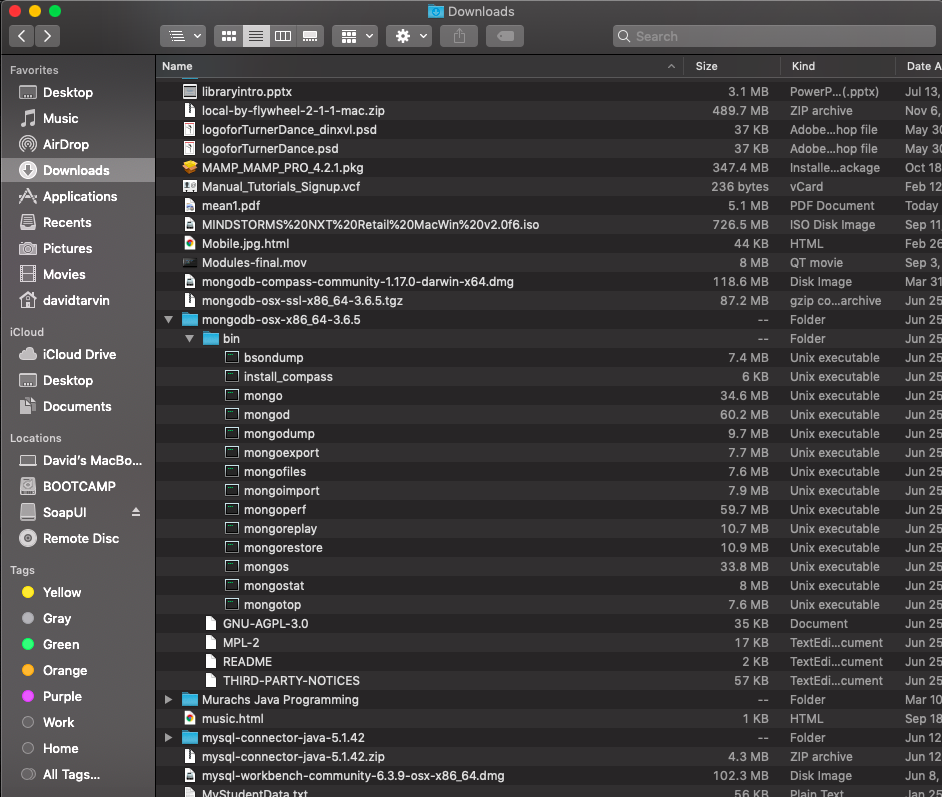 Downloads
Search
Favorites
Desktop
Music
AirDrop
Downloads
Applications
Recents
Pictures
Movies
davidtarvin
iCloud
iCloud Drive
Desktop
Documents
Locations
David's MacBo...
BOOTCAMP
SoapUI
Remote Disc
Tags
Yellow
Gray
Green
Orange
Purple
Work
Home
All Tags...
Name Size Kind Date A
libraryintro.pptx 3.1 MB PowerP...(.pptx) Jul 13,
local-by-flywheel-2-1-1-mac.zip 489.7 MB ZIP archive Nov 6,
logoforTurnerDance_dinxvl.psd 37 KB Adobe...hop file May 30
logoforTurnerDance.psd 37 KB Adobe...hop file May 30
MAMP_MAMP_PRO_4.2.1.pkg 347.4 MB Installe...ackage Oct 18
Manual_Tutorials_Signup.vcf 236 bytes vCard Feb 12
mean1.pdf 5.1 MB PDF Document Today
MINDSTORMS%20NXT%20Retail%20MacWin%20v2.0f6.iso 726.5 MB ISO Disk Image Sep 11
Mobile.jpg.html 44 KB HTML Feb 26
Modules-final.mov 8 MB QT movie Sep 3,
mongodb-compass-community-1.17.0-darwin-x64.dmg 118.6 MB Disk Image Mar 31
mongodb-osx-ssl-x86_64-3.6.5.tgz 87.2 MB gzip co...archive Jun 25
mongodb-osx-x86_64-3.6.5 -- Folder Jun 25
bin -- Folder Jun 25
bsondump 7.4 MB Unix executable Jun 25
install_compass 6 KB Unix executable Jun 25
mongo 34.6 MB Unix executable Jun 25
mongod 60.2 MB Unix executable Jun 25
mongodump 9.7 MB Unix executable Jun 25
mongoexport 7.7 MB Unix executable Jun 25
mongofiles 7.6 MB Unix executable Jun 25
mongoimport 7.9 MB Unix executable Jun 25
mongoperf 59.7 MB Unix executable Jun 25
mongoreplay 10.7 MB Unix executable Jun 25
mongorestore 10.9 MB Unix executable Jun 25
mongos 33.8 MB Unix executable Jun 25
mongostat 8 MB Unix executable Jun 25
mongotop 7.6 MB Unix executable Jun 25
GNU-AGPL-3.0 35 KB Document Jun 25
MPL-2 17 KB TextEdi...cument Jun 25
README 2 KB TextEdi...cument Jun 25
THIRD-PARTY-NOTICES 57 KB TextEdi...cument Jun 25
Murachs Java Programming -- Folder Mar 10
music.html 1 KB HTML Sep 18
mysql-connector-java-5.1.42 -- Folder Jun 12
mysql-connector-java-5.1.42.zip 4.3 MB ZIP archive Jun 12
mysql-workbench-community-6.3.9-osx-x86_64.dmg 102.3 MB Disk Image Jun 8,
MyStudentData.txt 56 KB Plain Text Jan 25